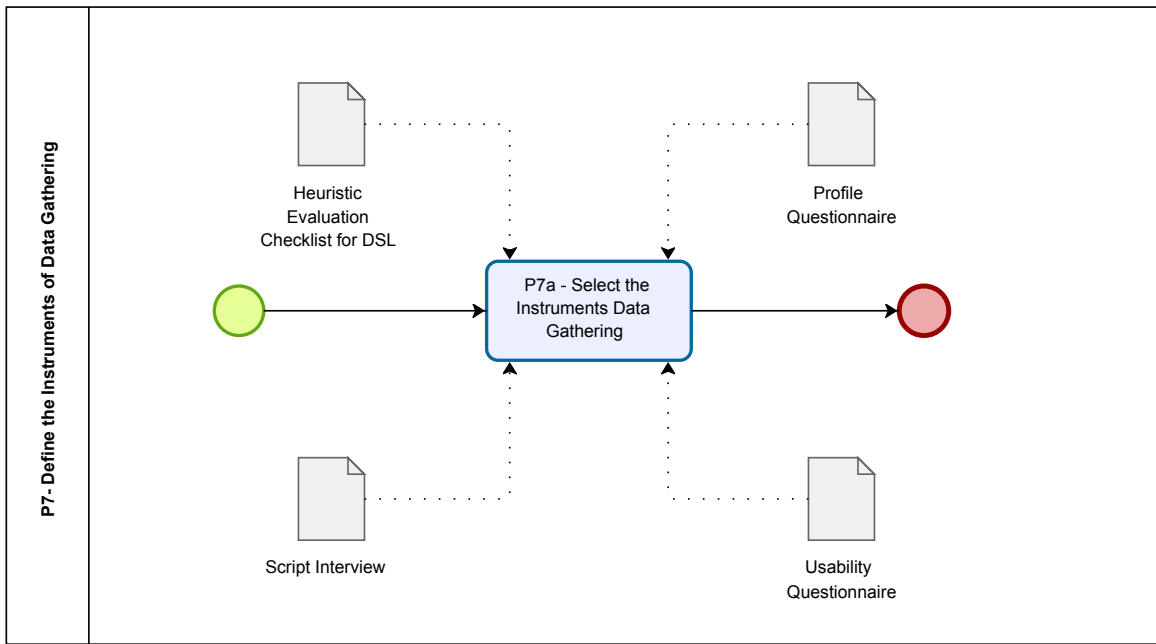 P7- Define the Instruments of Data Gathering
Heuristic
Evaluation
Checklist for DSL
Profile
Questionnaire
P7a - Select the
Instruments Data
Gathering
Script Interview
Usability
Questionnaire